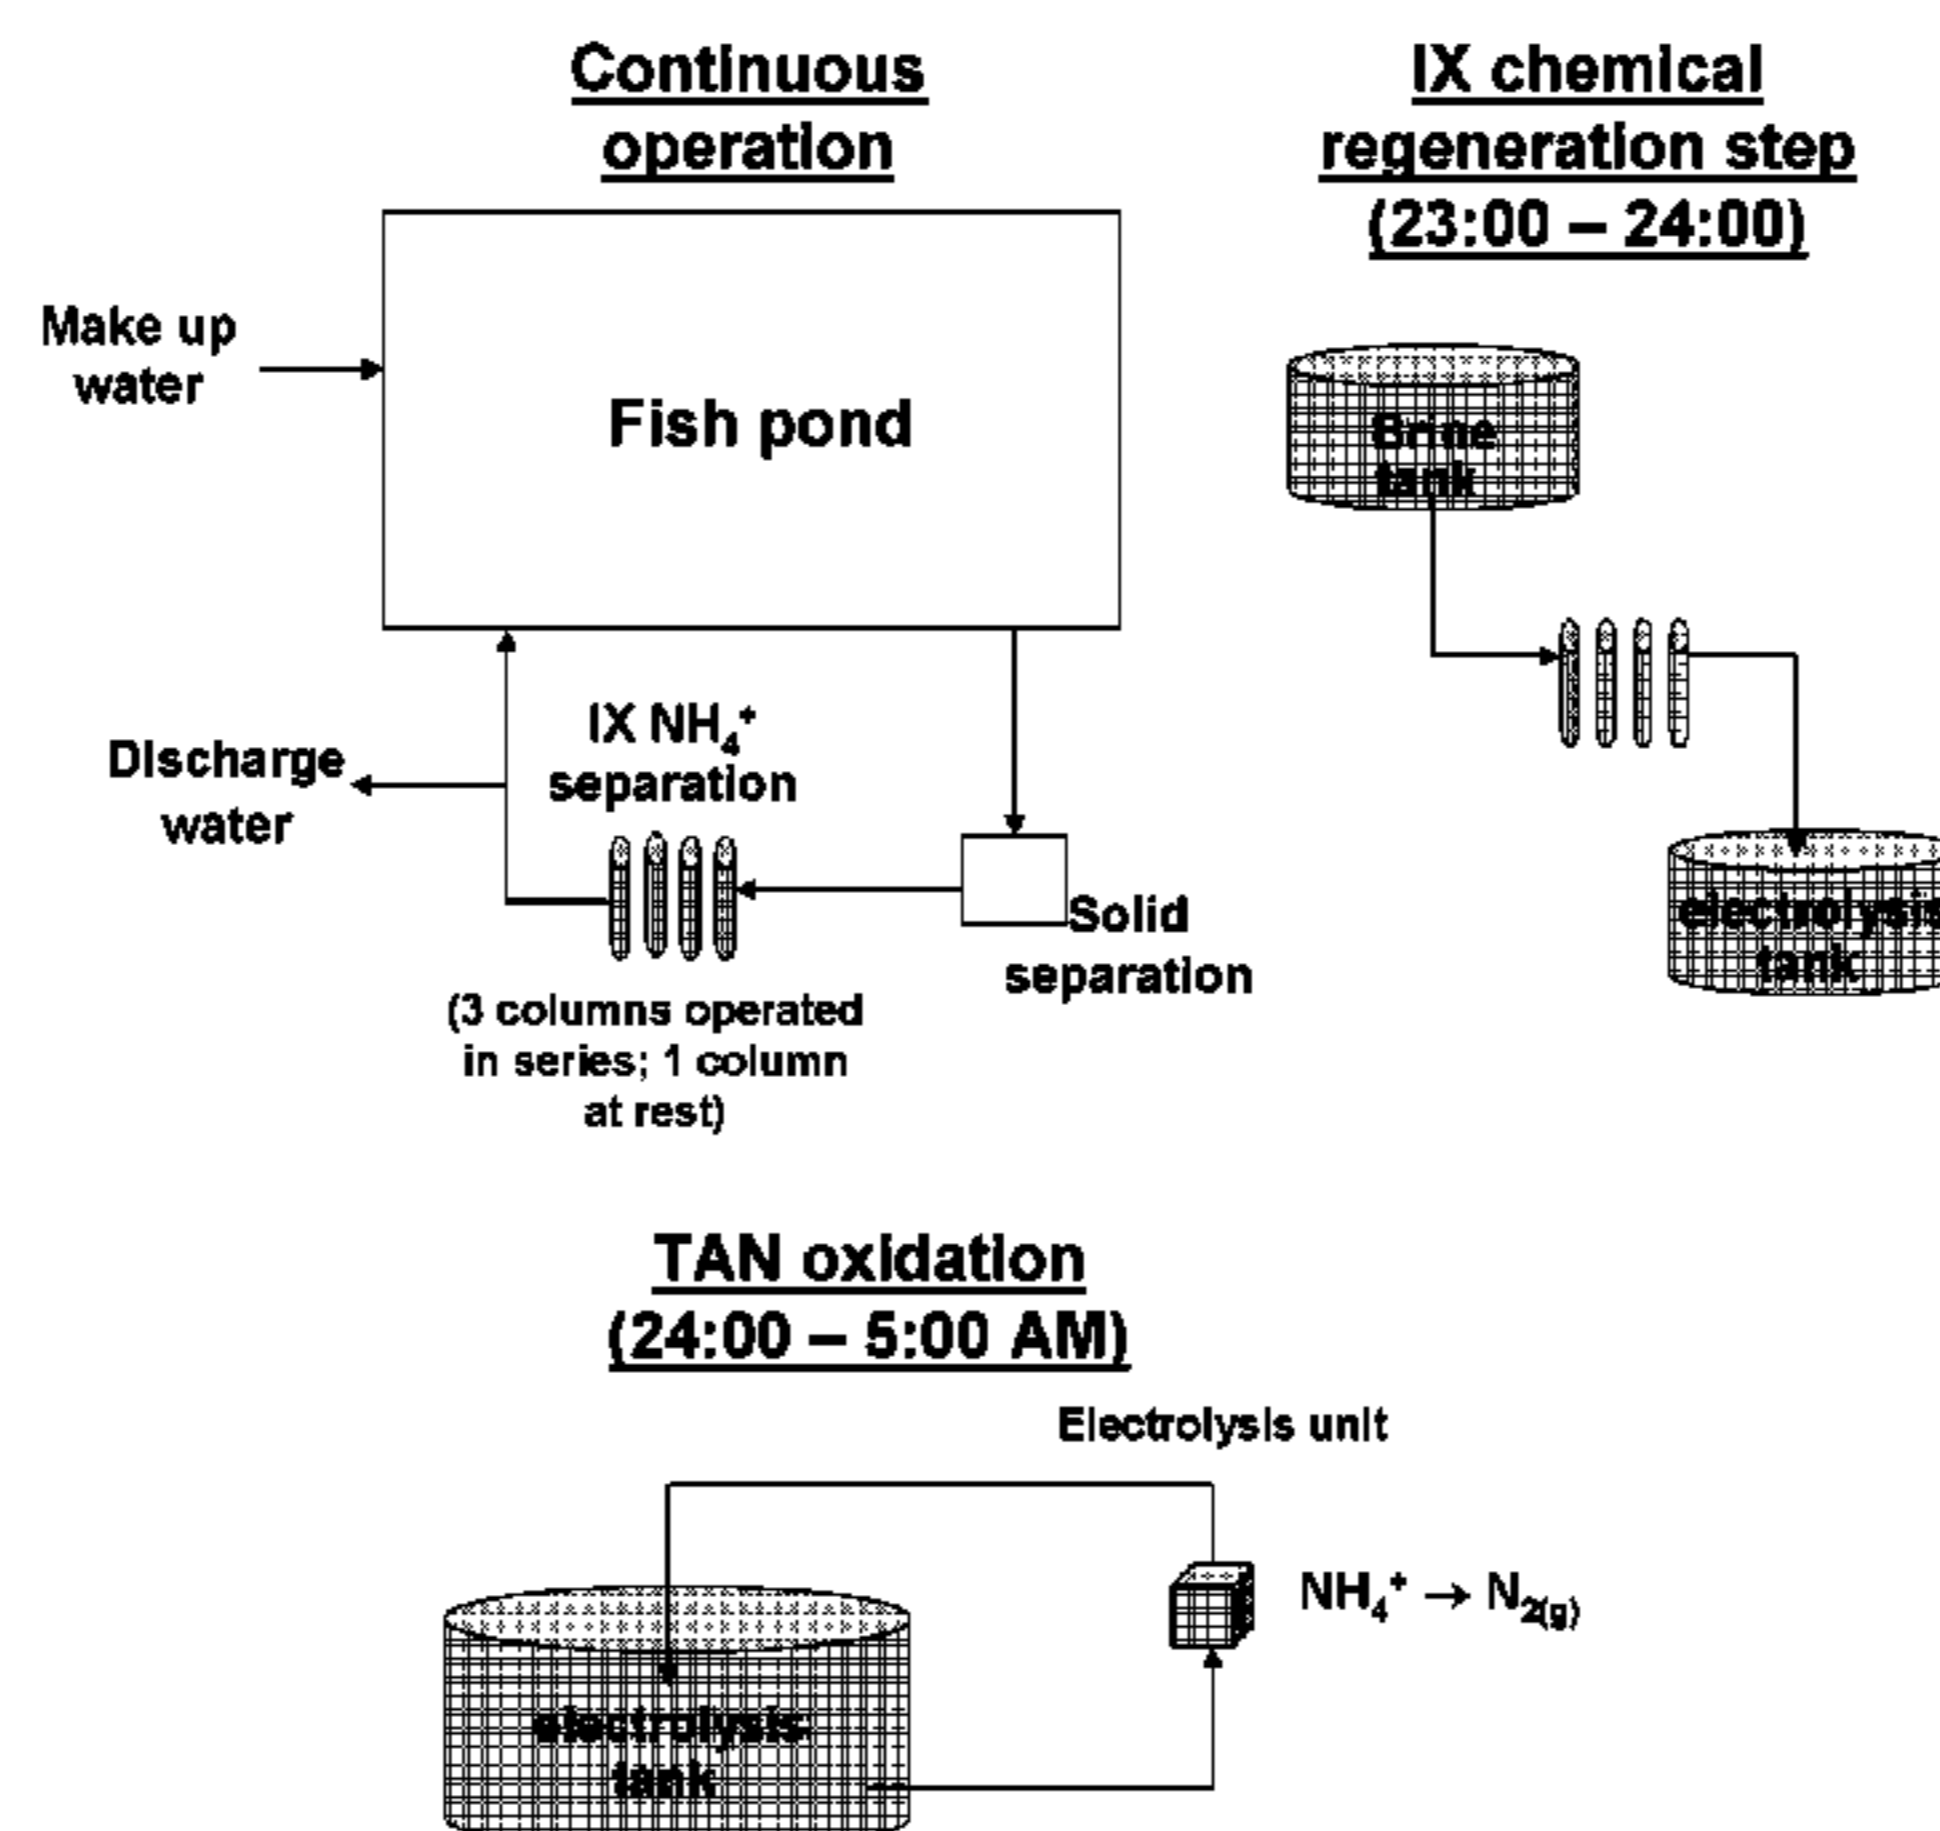 Continuous
operation
IX chemical
regeneration step
(23:00 – 24:00)
Make up
water
Fish pond
Brine
tank
IX NH₄⁺
separation
Discharge
water
Solid
separation
(3 columns operated
in series; 1 column
at rest)
electrolysis
tank
TAN oxidation
(24:00 – 5:00 AM)
Electrolysis unit
NH₄⁺ → N₂₍g₎
electrolysis
tank